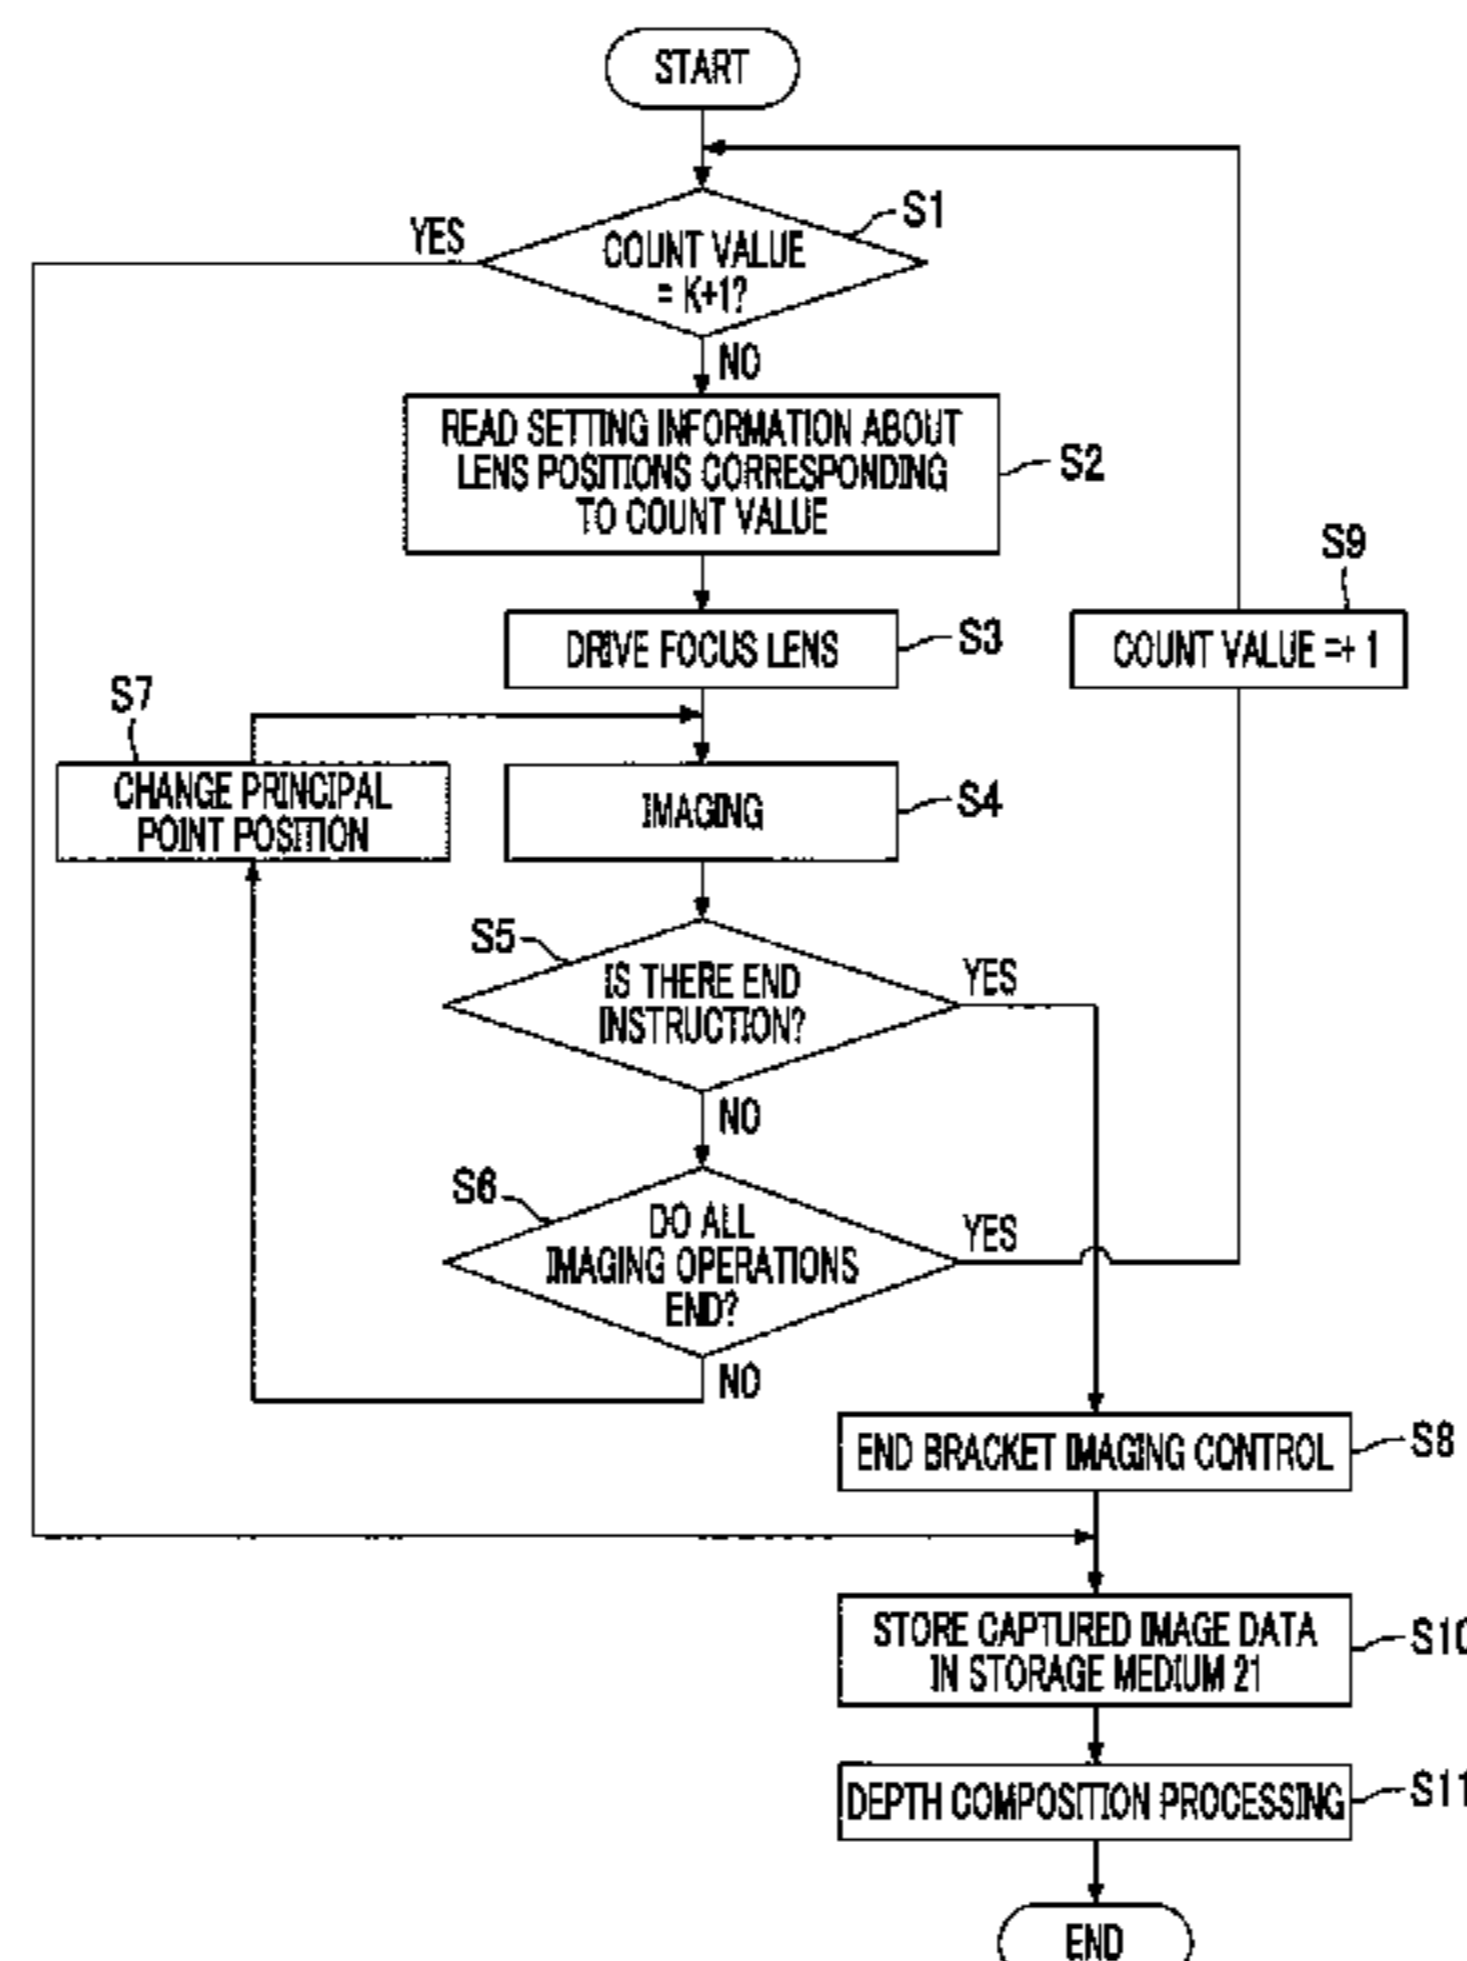 START
S1
YES
COUNT VALUE
= K+1?
NO
READ SETTING INFORMATION ABOUT
LENS POSITIONS CORRESPONDING
TO COUNT VALUE
S2
S9
DRIVE FOCUS LENS
S3
COUNT VALUE =+ 1
S7
CHANGE PRINCIPAL
POINT POSITION
IMAGING
S4
S5
IS THERE END
INSTRUCTION?
YES
NO
S6
DO ALL
IMAGING OPERATIONS
END?
YES
NO
END BRACKET IMAGING CONTROL
S8
STORE CAPTURED IMAGE DATA
IN STORAGE MEDIUM 21
S10
DEPTH COMPOSITION PROCESSING
S11
END